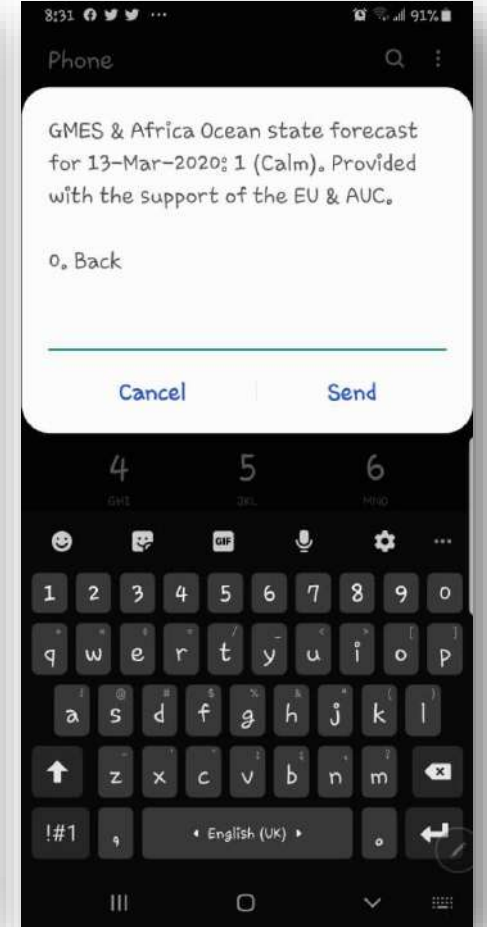 8:31 91%
Phone
GMES & Africa Ocean state forecast
for 13-Mar-2020: 1 (Calm). Provided
with the support of the EU & AUC.
0. Back
Cancel Send
4 5 6
GHI JKL MNO
GIF
1 2 3 4 5 6 7 8 9 0
q w e r t y u i o p
a s d f g h j k l
z x c v b n m
!#1 , English (UK) .